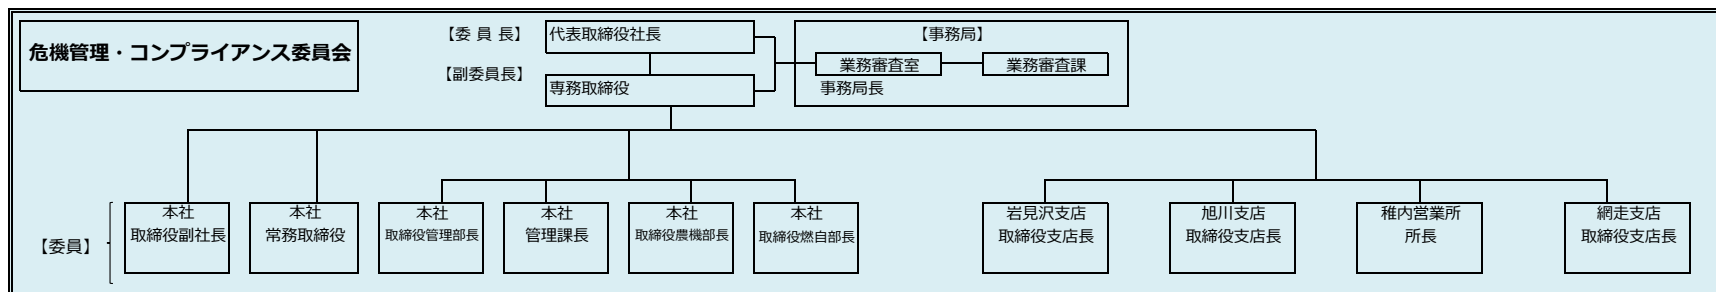 危機管理・コンプライアンス委員会
【委 員 長】
代表取締役社長
【副委員長】
専務取締役
【事務局】
業務審査室
業務審査課
事務局長
【委員】
本社
取締役副社長
本社
常務取締役
本社
取締役管理部長
本社
管理課長
本社
取締役農機部長
本社
取締役燃自部長
岩見沢支店
取締役支店長
旭川支店
取締役支店長
稚内営業所
所長
網走支店
取締役支店長